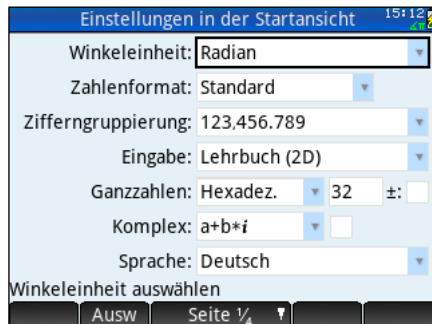 Einstellungen in der Startansicht 15:12
Winkeleinheit: Radian
Zahlenformat: Standard
Zifferngruppierung: 123,456.789
Eingabe: Lehrbuch (2D)
Ganzzahlen: Hexadez. 32 ±:
Komplex: a+b*i
Sprache: Deutsch
Winkeleinheit auswählen
Ausw Seite ¼